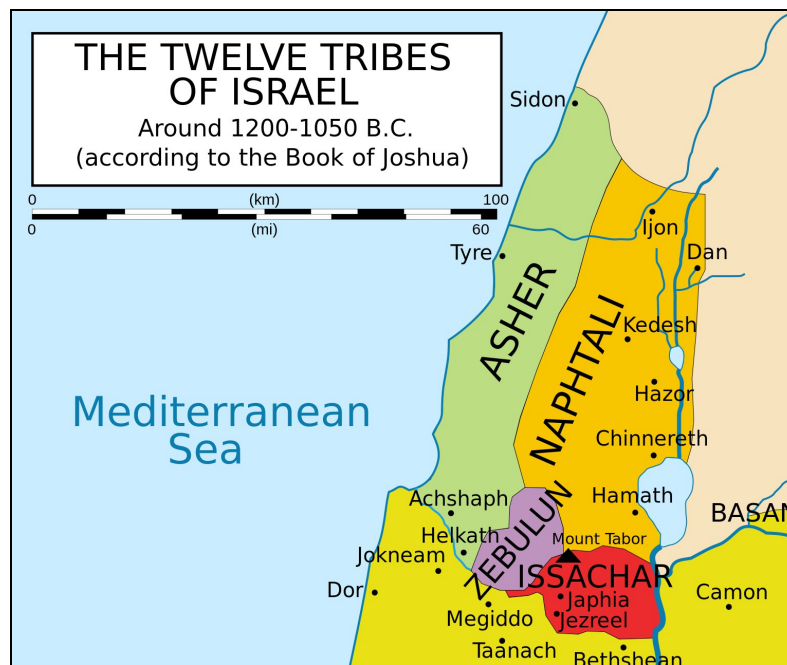 THE TWELVE TRIBES
OF ISRAEL
Around 1200-1050 B.C.
(according to the Book of Joshua)
0 (km) 100
0 (mi) 60
Sidon
Ijon
Tyre
Dan
ASHER
NAPHTALI
Kedesh
Hazor
Mediterranean
Sea
Chinnereth
Achshaph
Hamath
BASAN
Helkath
ZEBULUN
Mount Tabor
Jokneam
ISSACHAR
Dor
Japhia
Camon
Megiddo
Jezreel
Taanach
Bethshean